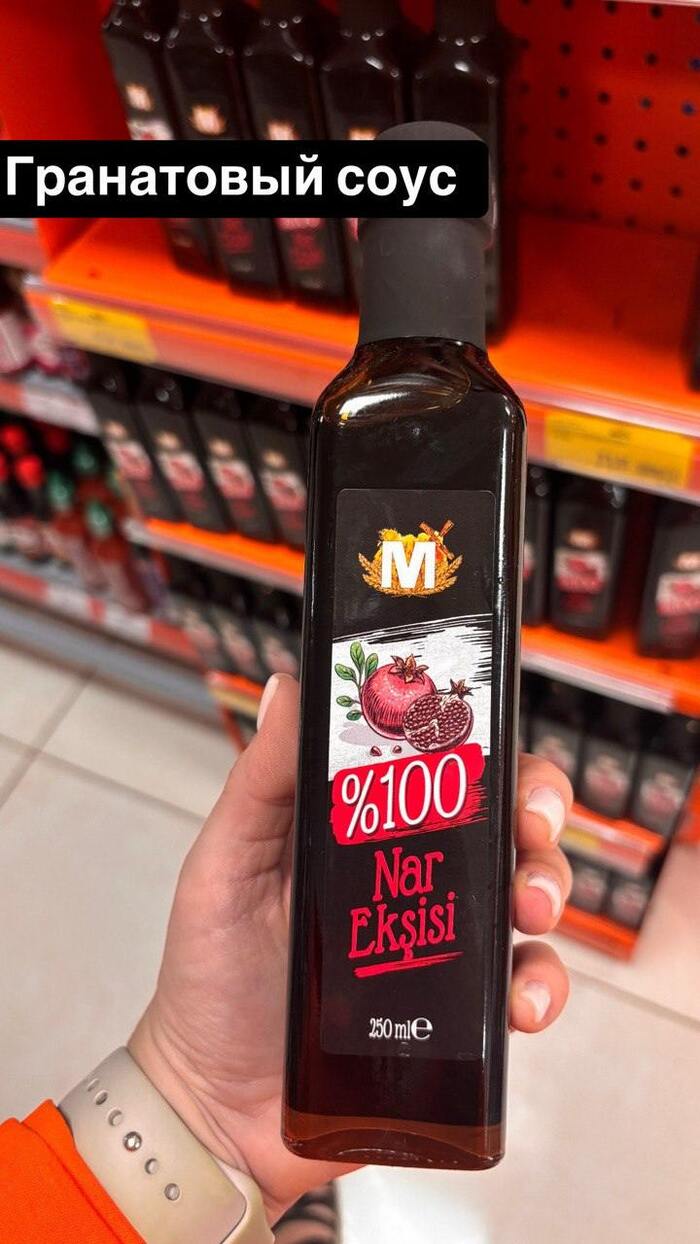 Гранатовый соус
M
%100
Nar
Ekşisi
250 ml e